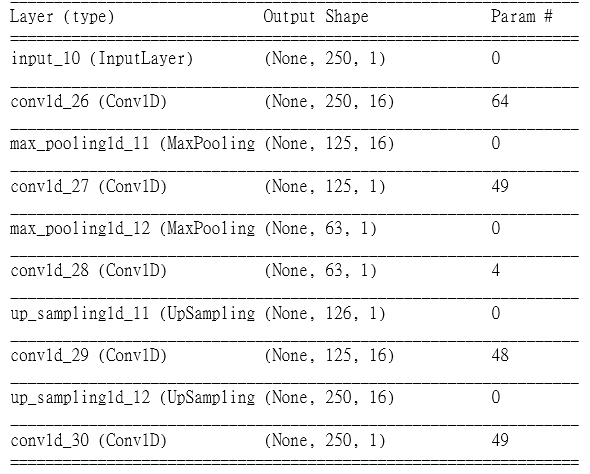 Layer (type) Output Shape Param #
input_10 (InputLayer) (None, 250, 1) 0
conv1d_26 (Conv1D) (None, 250, 16) 64
max_pooling1d_11 (MaxPooling (None, 125, 16) 0
conv1d_27 (Conv1D) (None, 125, 1) 49
max_pooling1d_12 (MaxPooling (None, 63, 1) 0
conv1d_28 (Conv1D) (None, 63, 1) 4
up_sampling1d_11 (UpSampling (None, 126, 1) 0
conv1d_29 (Conv1D) (None, 125, 16) 48
up_sampling1d_12 (UpSampling (None, 250, 16) 0
conv1d_30 (Conv1D) (None, 250, 1) 49